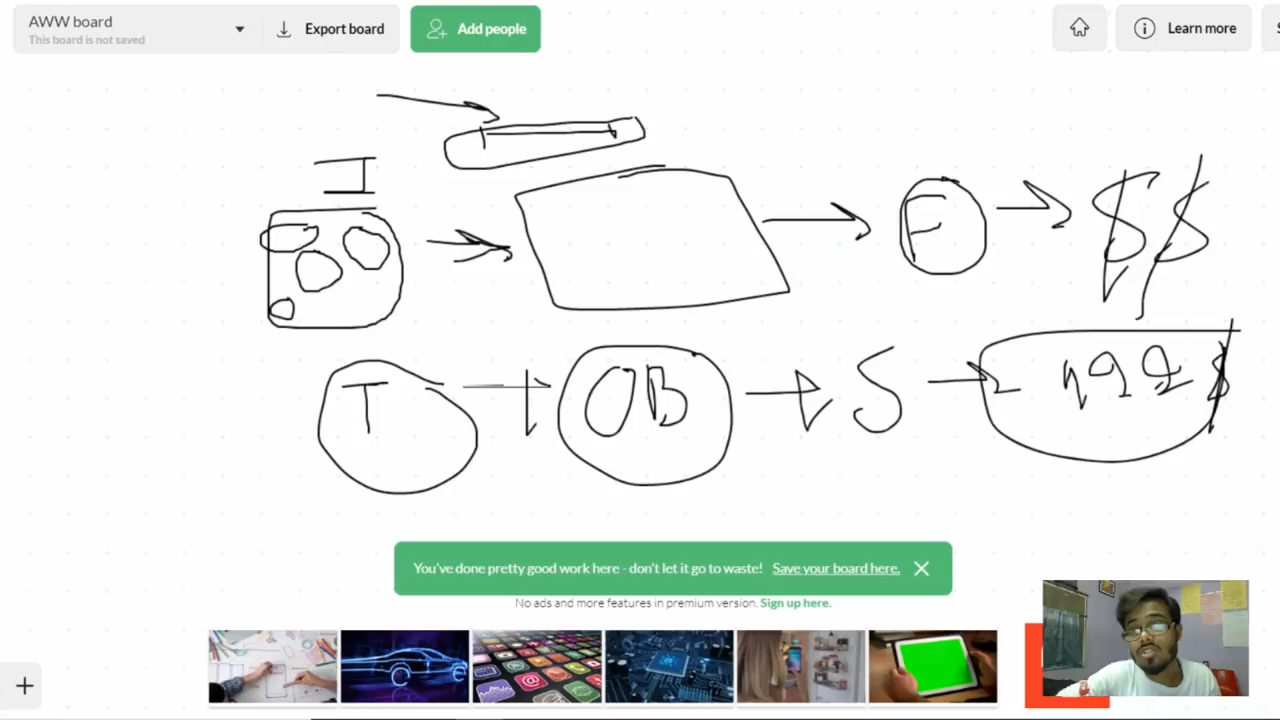 AWW board
This board is not saved
Export board
Add people
Learn more
I
F
$$
T
OB
S
You've done pretty good work here - don't let it go to waste! Save your board here.
No ads and more features in premium version. Sign up here.